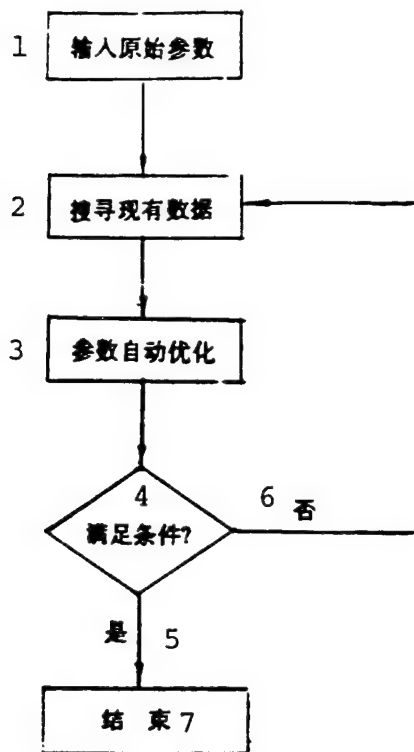 1 输入原始参数
2 搜寻现有数据
3 参数自动优化
4
满足条件?
6 否
是 5
结 束 7